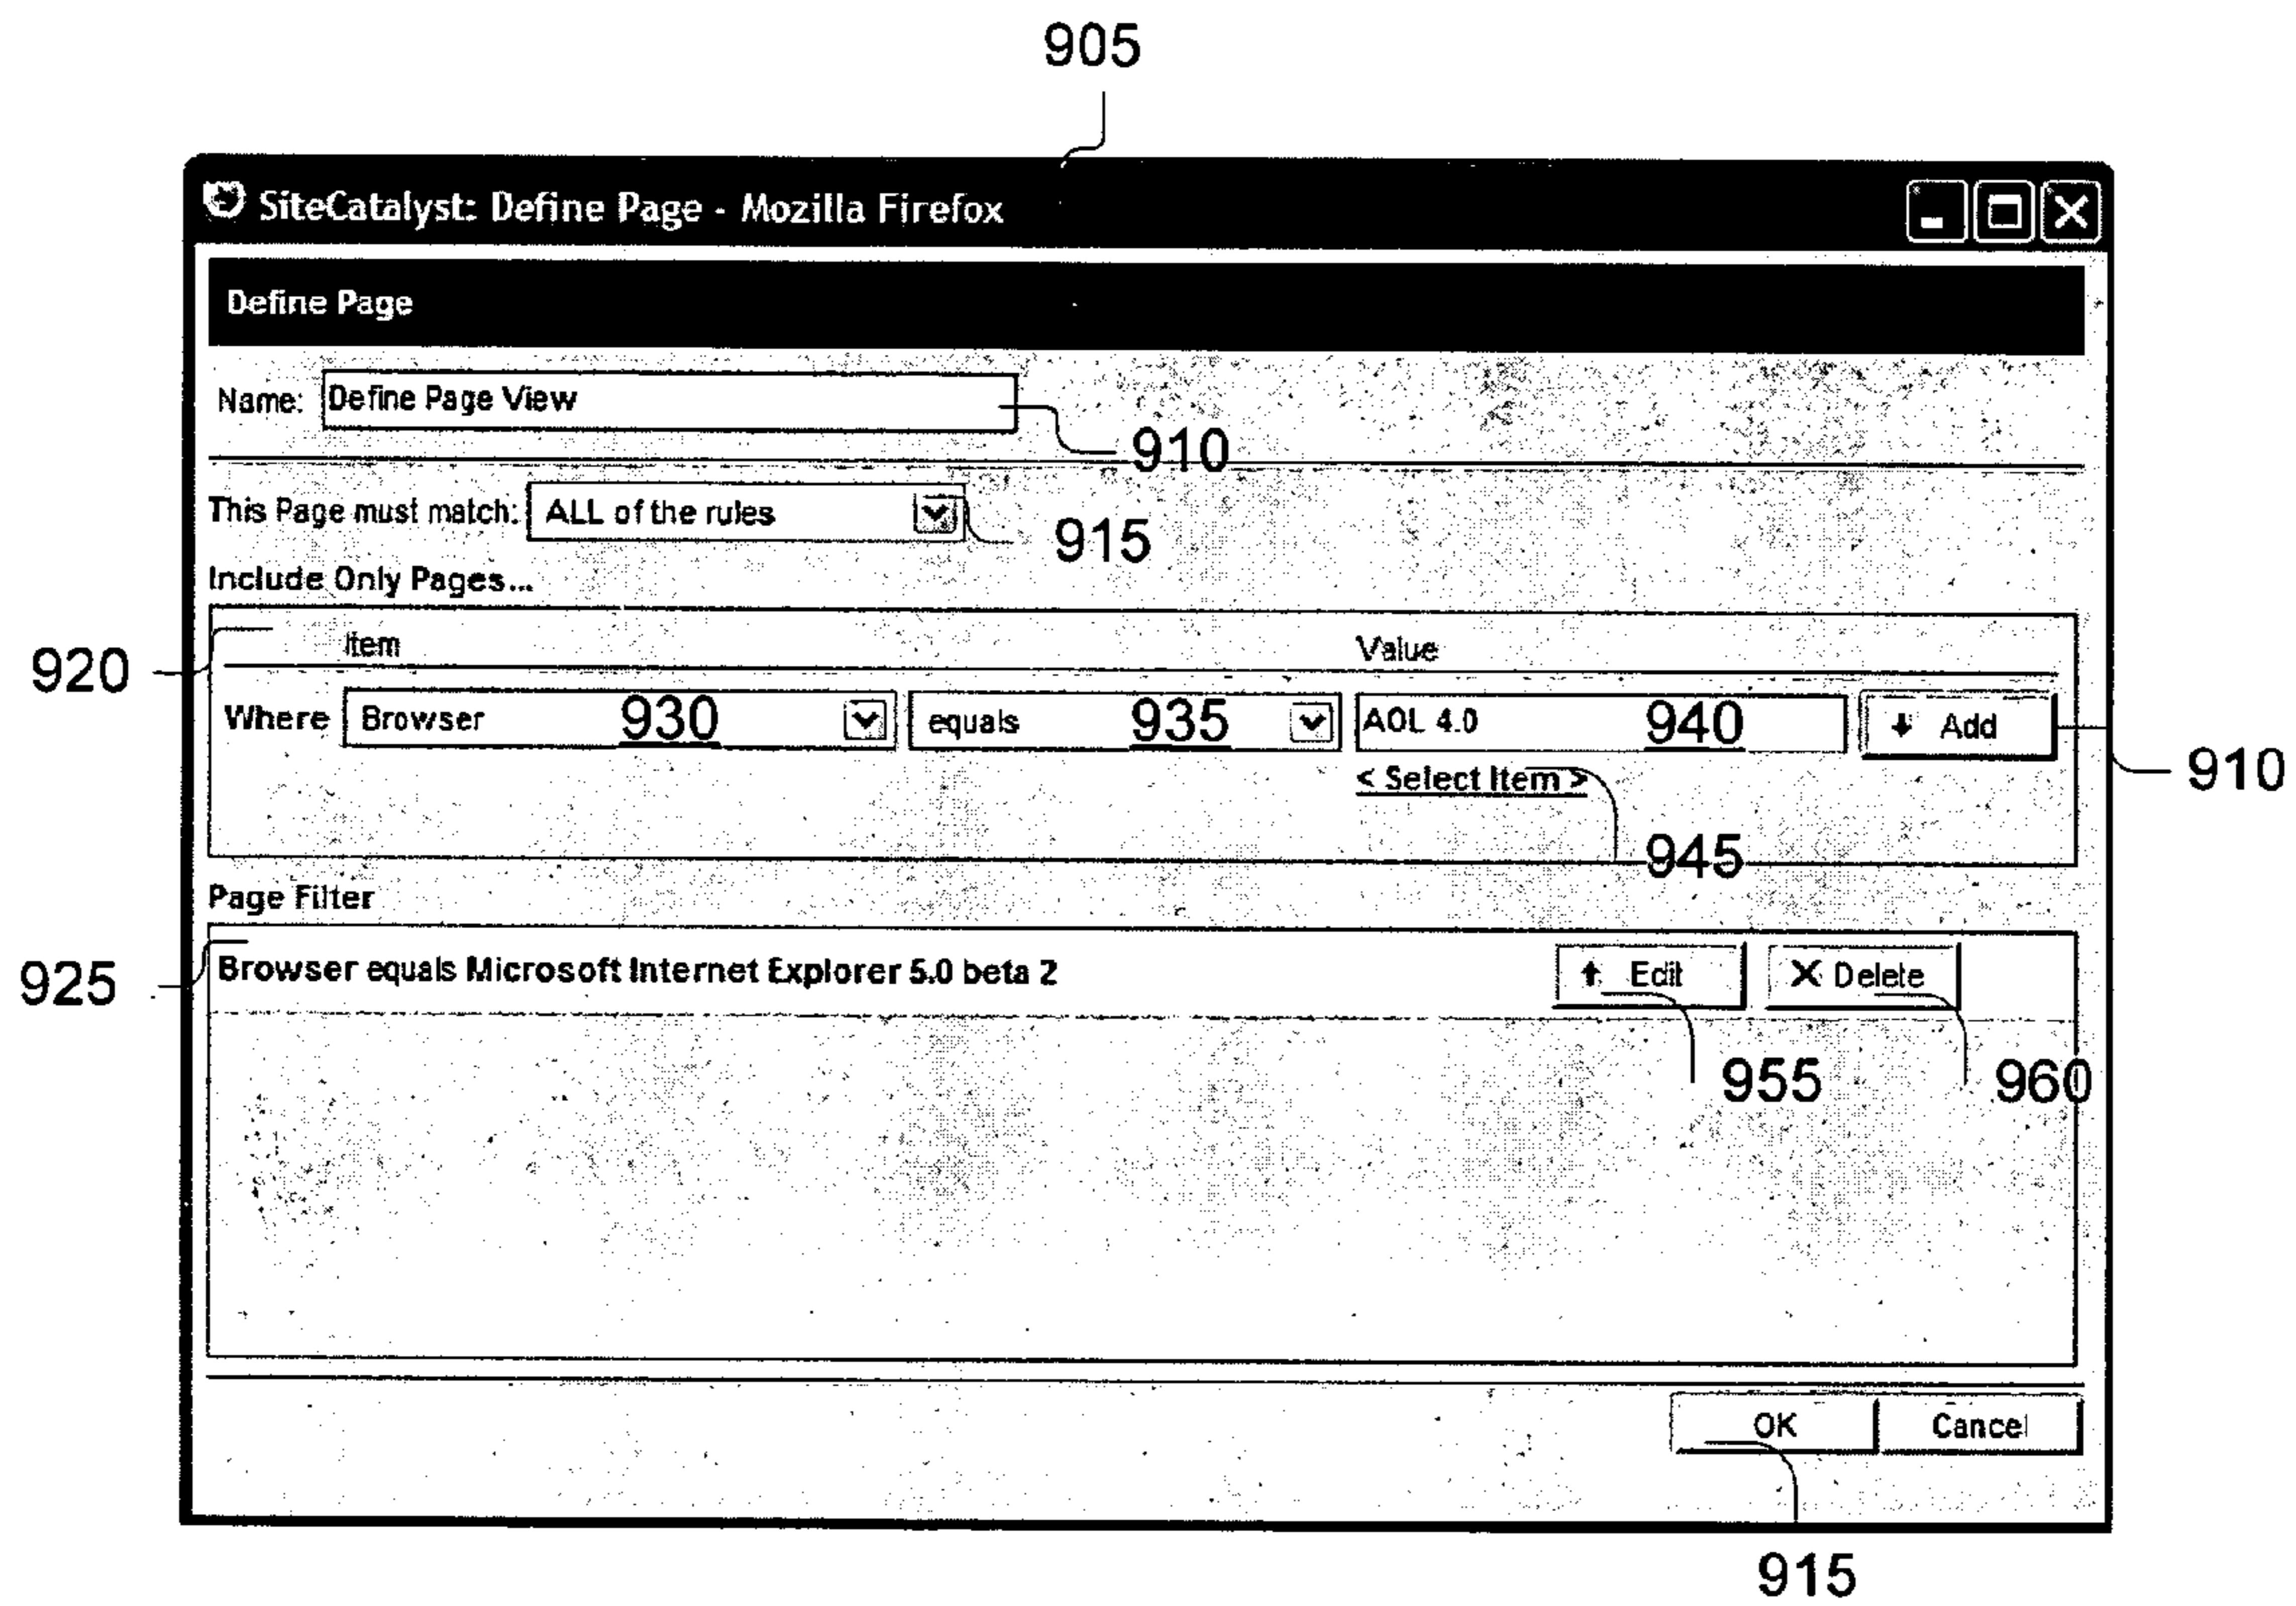 905
SiteCatalyst: Define Page - Mozilla Firefox
Define Page
Name: Define Page View
910
This Page must match: ALL of the rules
915
Include Only Pages...
920
Item Value
Where Browser 930 equals 935 AOL 4.0 940 Add
910
< Select Item >
945
Page Filter
925
Browser equals Microsoft Internet Explorer 5.0 beta 2 Edit X Delete
955 960
OK Cancel
915